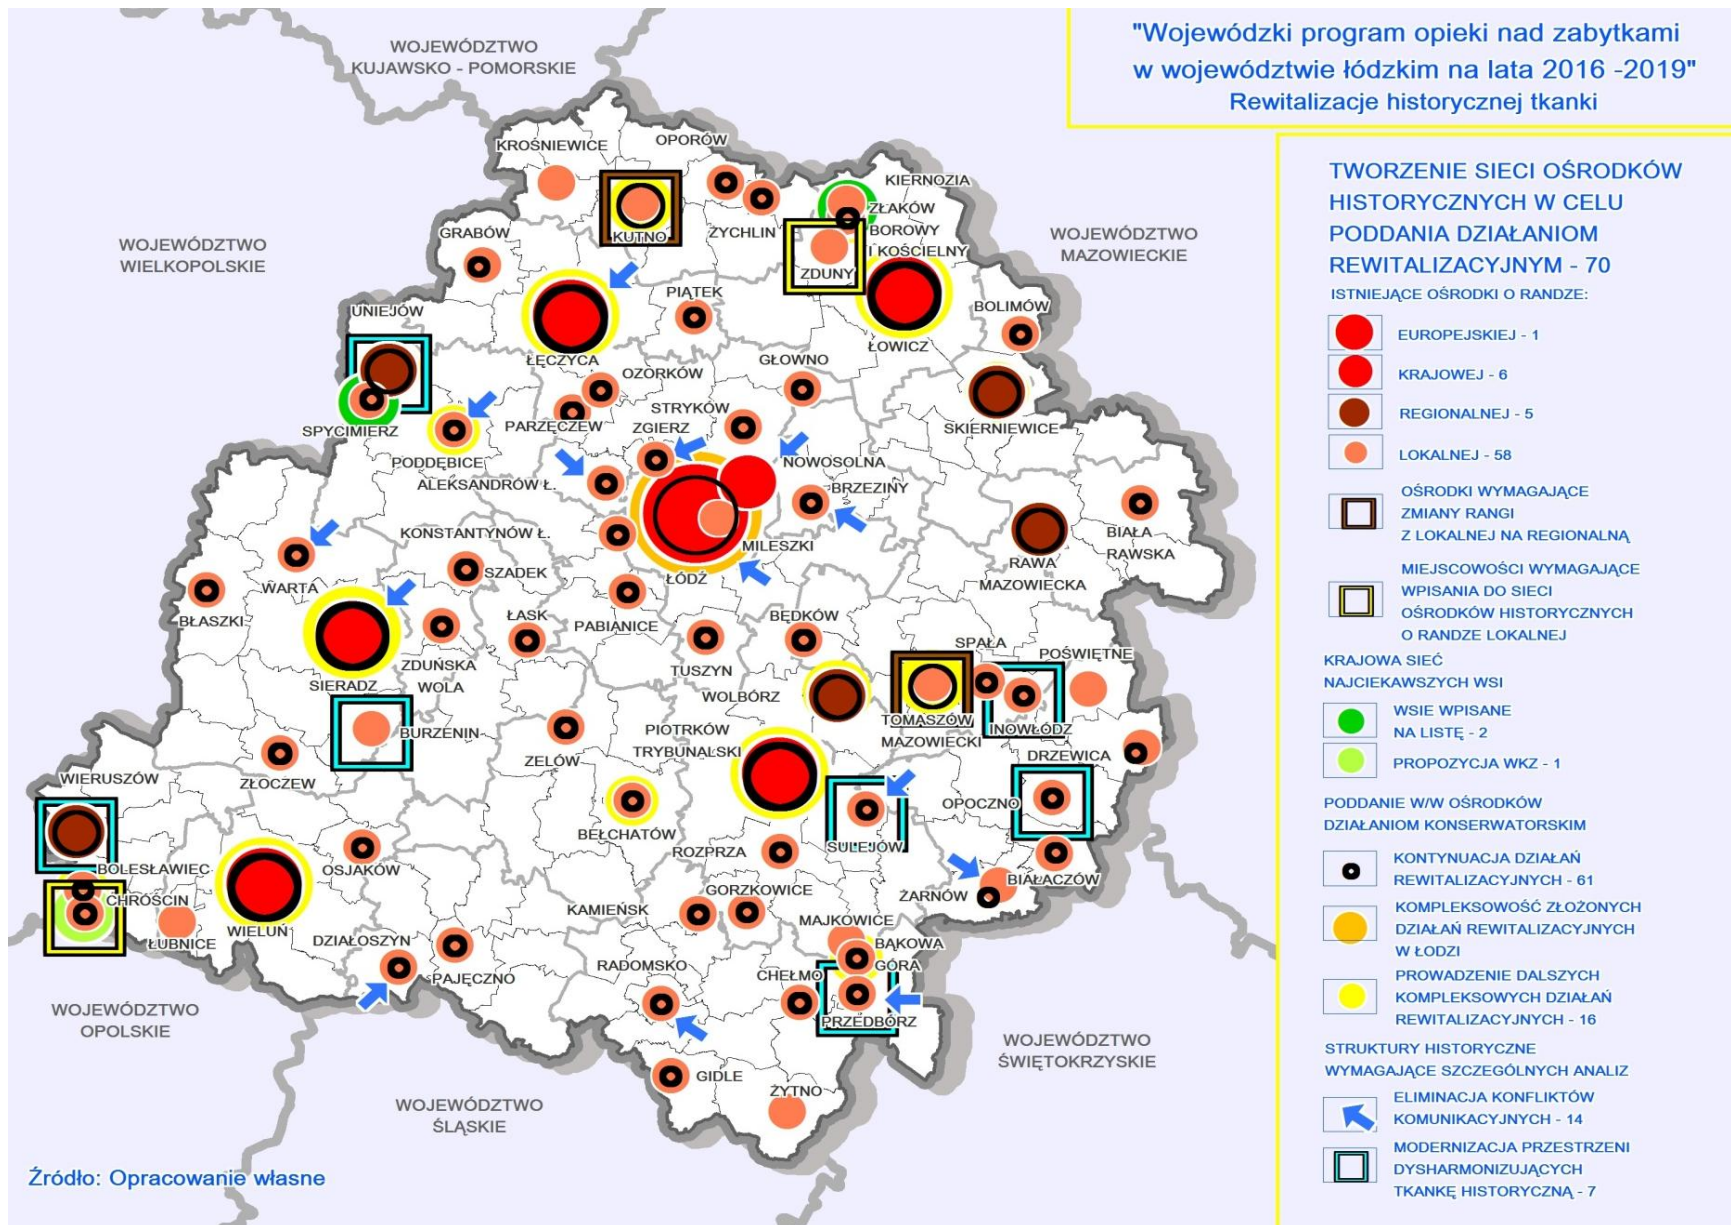 "Wojewódzki program opieki nad zabytkami
w województwie łódzkim na lata 2016 -2019"
Rewitalizacje historycznej tkanki
WOJEWÓDZTWO
KUJAWSKO - POMORSKIE
WOJEWÓDZTWO
WIELKOPOLSKIE
WOJEWÓDZTWO
MAZOWIECKIE
KROŚNIEWICE
OPORÓW
KIERNOZIA
KUTNO
ŻYCHLIN
ZŁAKÓW
BOROWY
I KOŚCIELNY
GRABÓW
ZDUNY
PIĄTEK
BOLIMÓW
UNIEJÓW
ŁĘCZYCA
ŁOWICZ
GŁOWNO
OZORKÓW
STRYKÓW
SPYCIMIERZ
PARZĘCZEW
ZGIERZ
SKIERNIEWICE
PODDĘBICE
NOWOSOLNA
ALEKSANDRÓW Ł.
BRZEZINY
KONSTANTYNÓW Ł.
MILESZKI
BIAŁA
RAWSKA
SZADEK
ŁÓDŹ
RAWA
MAZOWIECKA
WARTA
BŁASZKI
ŁASK
PABIANICE
BĘDKÓW
TUSZYN
SPAŁA
POŚWIĘTNE
ZDUŃSKA
WOLA
SIERADZ
WOLBÓRZ
TOMASZÓW
MAZOWIECKI
INOWŁÓDZ
BURZENIN
PIOTRKÓW
TRYBUNALSKI
DRZEWICA
ZELÓW
WIERUSZÓW
ZŁOCZEW
OPOCZNO
BEŁCHATÓW
SULEJÓW
ROZPRZA
BOLESŁAWIEC
OSJAKÓW
BIAŁACZÓW
CHRÓŚCIN
GORZKOWICE
ŻARNÓW
KAMIEŃSK
MAJKOWICE
WIELUŃ
ŁUBNICE
DZIAŁOSZYN
BĄKOWA
GÓRA
RADOMSKO
CHEŁMO
PAJĘCZNO
PRZEDBÓRZ
GIDLE
ŻYTNO
WOJEWÓDZTWO
OPOLSKIE
WOJEWÓDZTWO
ŚWIĘTOKRZYSKIE
WOJEWÓDZTWO
ŚLĄSKIE
Źródło: Opracowanie własne
TWORZENIE SIECI OŚRODKÓW
HISTORYCZNYCH W CELU
PODDANIA DZIAŁANIOM
REWITALIZACYJNYM - 70
ISTNIEJĄCE OŚRODKI O RANDZE:
EUROPEJSKIEJ - 1
KRAJOWEJ - 6
REGIONALNEJ - 5
LOKALNEJ - 58
OŚRODKI WYMAGAJĄCE
ZMIANY RANGI
Z LOKALNEJ NA REGIONALNĄ
MIEJSCOWOŚCI WYMAGAJĄCE
WPISANIA DO SIECI
OŚRODKÓW HISTORYCZNYCH
O RANDZE LOKALNEJ
KRAJOWA SIEĆ
NAJCIEKAWSZYCH WSI
WSIE WPISANE
NA LISTĘ - 2
PROPOZYCJA WKZ - 1
PODDANIE W/W OŚRODKÓW
DZIAŁANIOM KONSERWATORSKIM
KONTYNUACJA DZIAŁAŃ
REWITALIZACYJNYCH - 61
KOMPLEKSOWOŚĆ ZŁOŻONYCH
DZIAŁAŃ REWITALIZACYJNYCH
W ŁODZI
PROWADZENIE DALSZYCH
KOMPLEKSOWYCH DZIAŁAŃ
REWITALIZACYJNYCH - 16
STRUKTURY HISTORYCZNE
WYMAGAJĄCE SZCZEGÓLNYCH ANALIZ
ELIMINACJA KONFLIKTÓW
KOMUNIKACYJNYCH - 14
MODERNIZACJA PRZESTRZENI
DYSHARMONIZUJĄCYCH
TKANKĘ HISTORYCZNĄ - 7